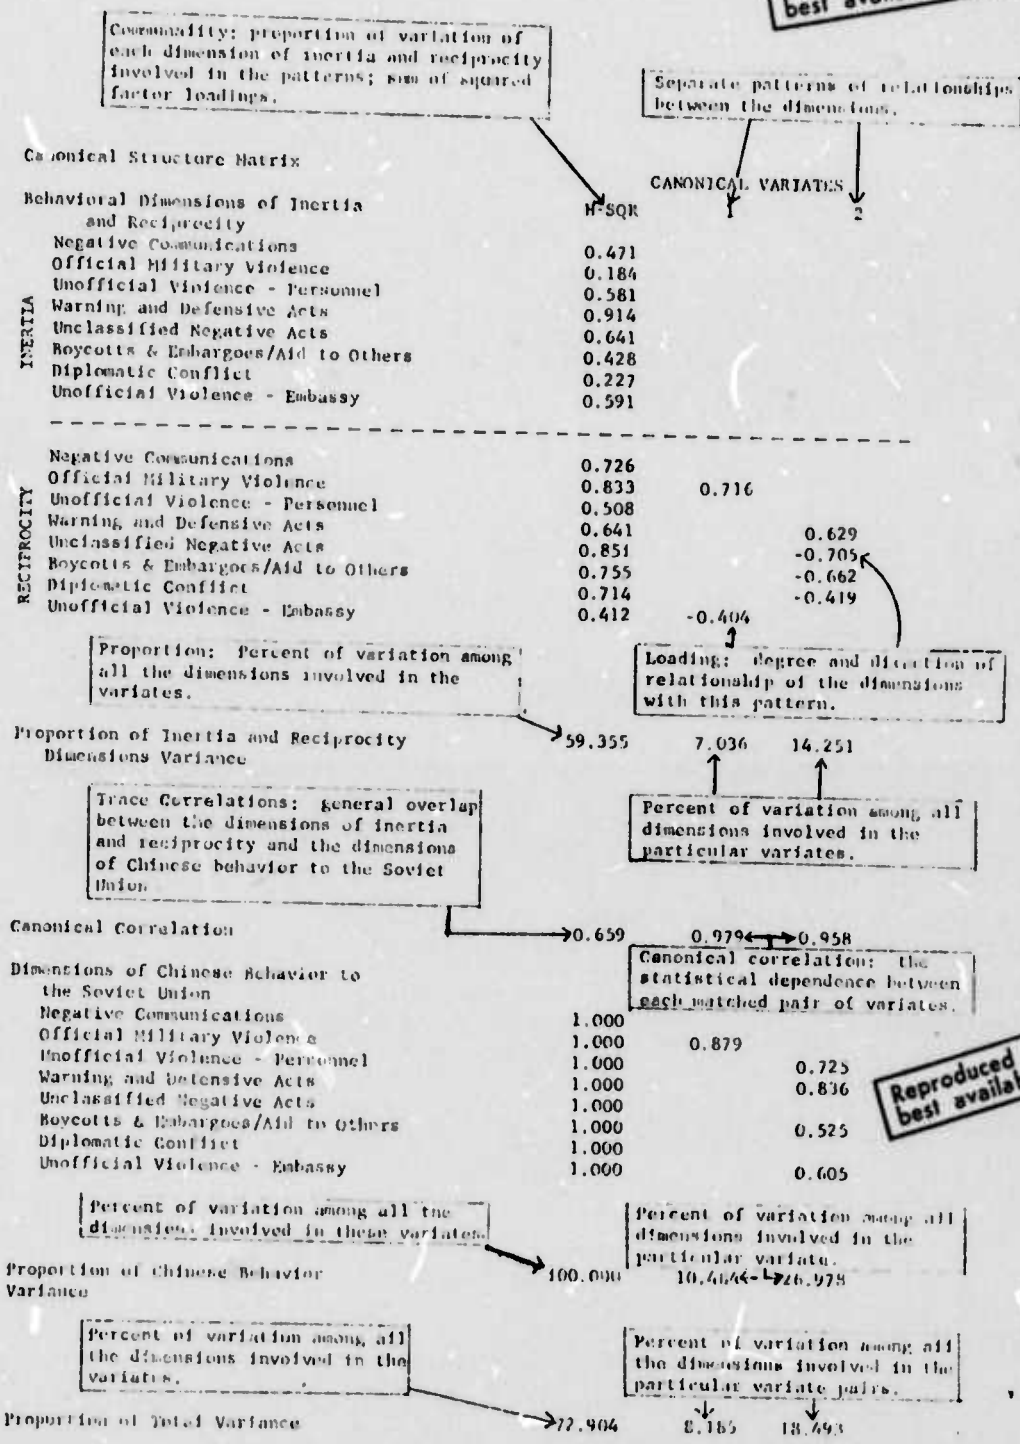 best
Communality: proportion of variation of
each dimension of inertia and reciprocity
involved in the patterns; sum of squared
factor loadings.
Separate patterns of relationships
between the dimensions.
Canonical Structure Matrix
CANONICAL VARIATES
Behavioral Dimensions of Inertia H-SQR 1 2
and Reciprocity
INERTIA
Negative Communications 0.471
Official Military Violence 0.184
Unofficial Violence - Personnel 0.581
Warning and Defensive Acts 0.914
Unclassified Negative Acts 0.641
Boycotts & Embargoes/Aid to Others 0.428
Diplomatic Conflict 0.227
Unofficial Violence - Embassy 0.591
RECIPROCITY
Negative Communications 0.726
Official Military Violence 0.833 0.716
Unofficial Violence - Personnel 0.508
Warning and Defensive Acts 0.641 0.629
Unclassified Negative Acts 0.851 -0.705
Boycotts & Embargoes/Aid to Others 0.755 -0.662
Diplomatic Conflict 0.714 -0.419
Unofficial Violence - Embassy 0.412 -0.404
Proportion: Percent of variation among
all the dimensions involved in the
variates.
Loading: degree and direction of
relationship of the dimensions
with this pattern.
Proportion of Inertia and Reciprocity 59.355 7.036 14.251
Dimensions Variance
Trace Correlations: general overlap
between the dimensions of inertia
and reciprocity and the dimensions
of Chinese behavior to the Soviet
Union
Percent of variation among all
dimensions involved in the
particular variates.
Canonical Correlation 0.659 0.979 0.958
Canonical correlation: the
statistical dependence between
each matched pair of variates.
Dimensions of Chinese Behavior to
the Soviet Union
Negative Communications 1.000
Official Military Violence 1.000 0.879
Unofficial Violence - Personnel 1.000 0.725
Warning and Defensive Acts 1.000 0.836
Unclassified Negative Acts 1.000
Boycotts & Embargoes/Aid to Others 1.000 0.525
Diplomatic Conflict 1.000
Unofficial Violence - Embassy 1.000 0.605
Reproduced
best
Percent of variation among all the
dimensions involved in these variates
Percent of variation among all
dimensions involved in the
particular variate.
Proportion of Chinese Behavior 100.000 10.464 26.978
Variance
Percent of variation among all
the dimensions involved in the
variates.
Percent of variation among all
the dimensions involved in the
particular variate pairs.
Proportion of Total Variance 72.904 8.185 18.493